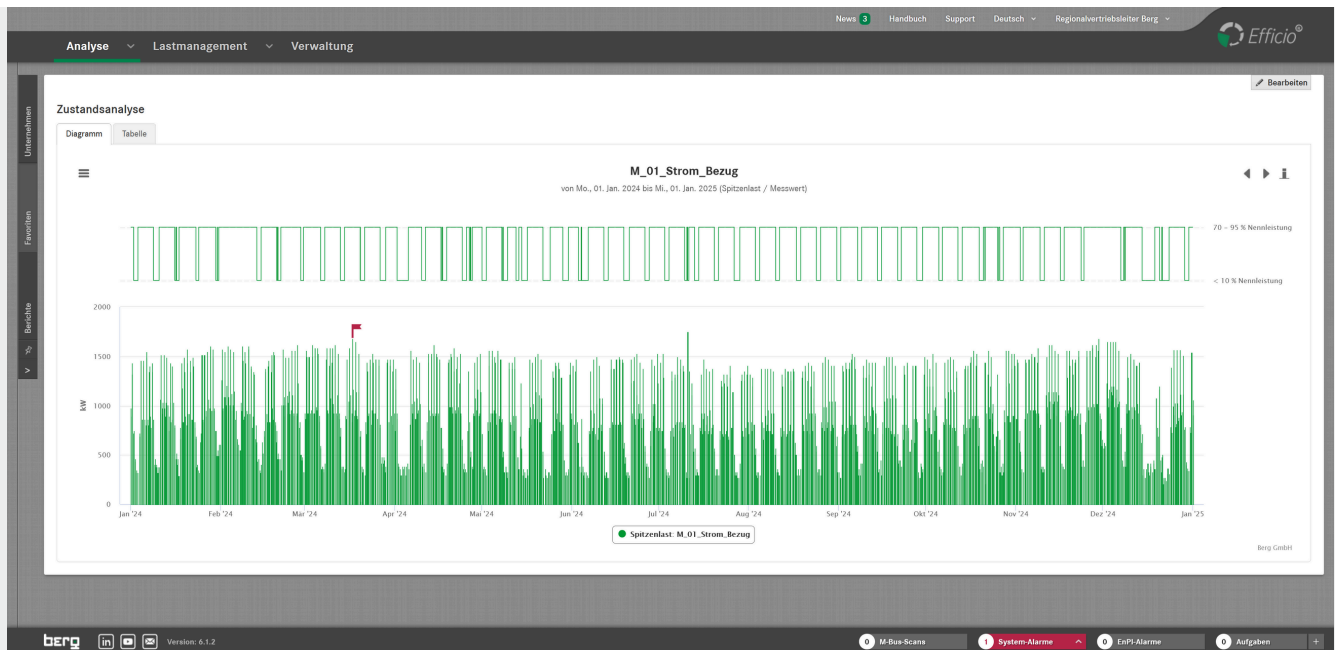 News 3 Handbuch Support Deutsch Regionalvertriebsleiter Berg
Efficio®
Analyse Lastmanagement Verwaltung
Bearbeiten
Unternehmen
Favoriten
Berichte
Zustandsanalyse
Diagramm Tabelle
M_01_Strom_Bezug
von Mo., 01. Jan. 2024 bis Mi., 01. Jan. 2025 (Spitzenlast / Messwert)
70 – 95 % Nennleistung
< 10 % Nennleistung
2000
1500
1000
500
0
kW
Jan '24 Feb '24 Mär '24 Apr '24 Mai '24 Jun '24 Jul '24 Aug '24 Sep '24 Okt '24 Nov '24 Dez '24 Jan '25
Spitzenlast: M_01_Strom_Bezug
Berg GmbH
berg in Version: 6.1.2 0 M-Bus-Scans 1 System-Alarme 0 EnPI-Alarme 0 Aufgaben +